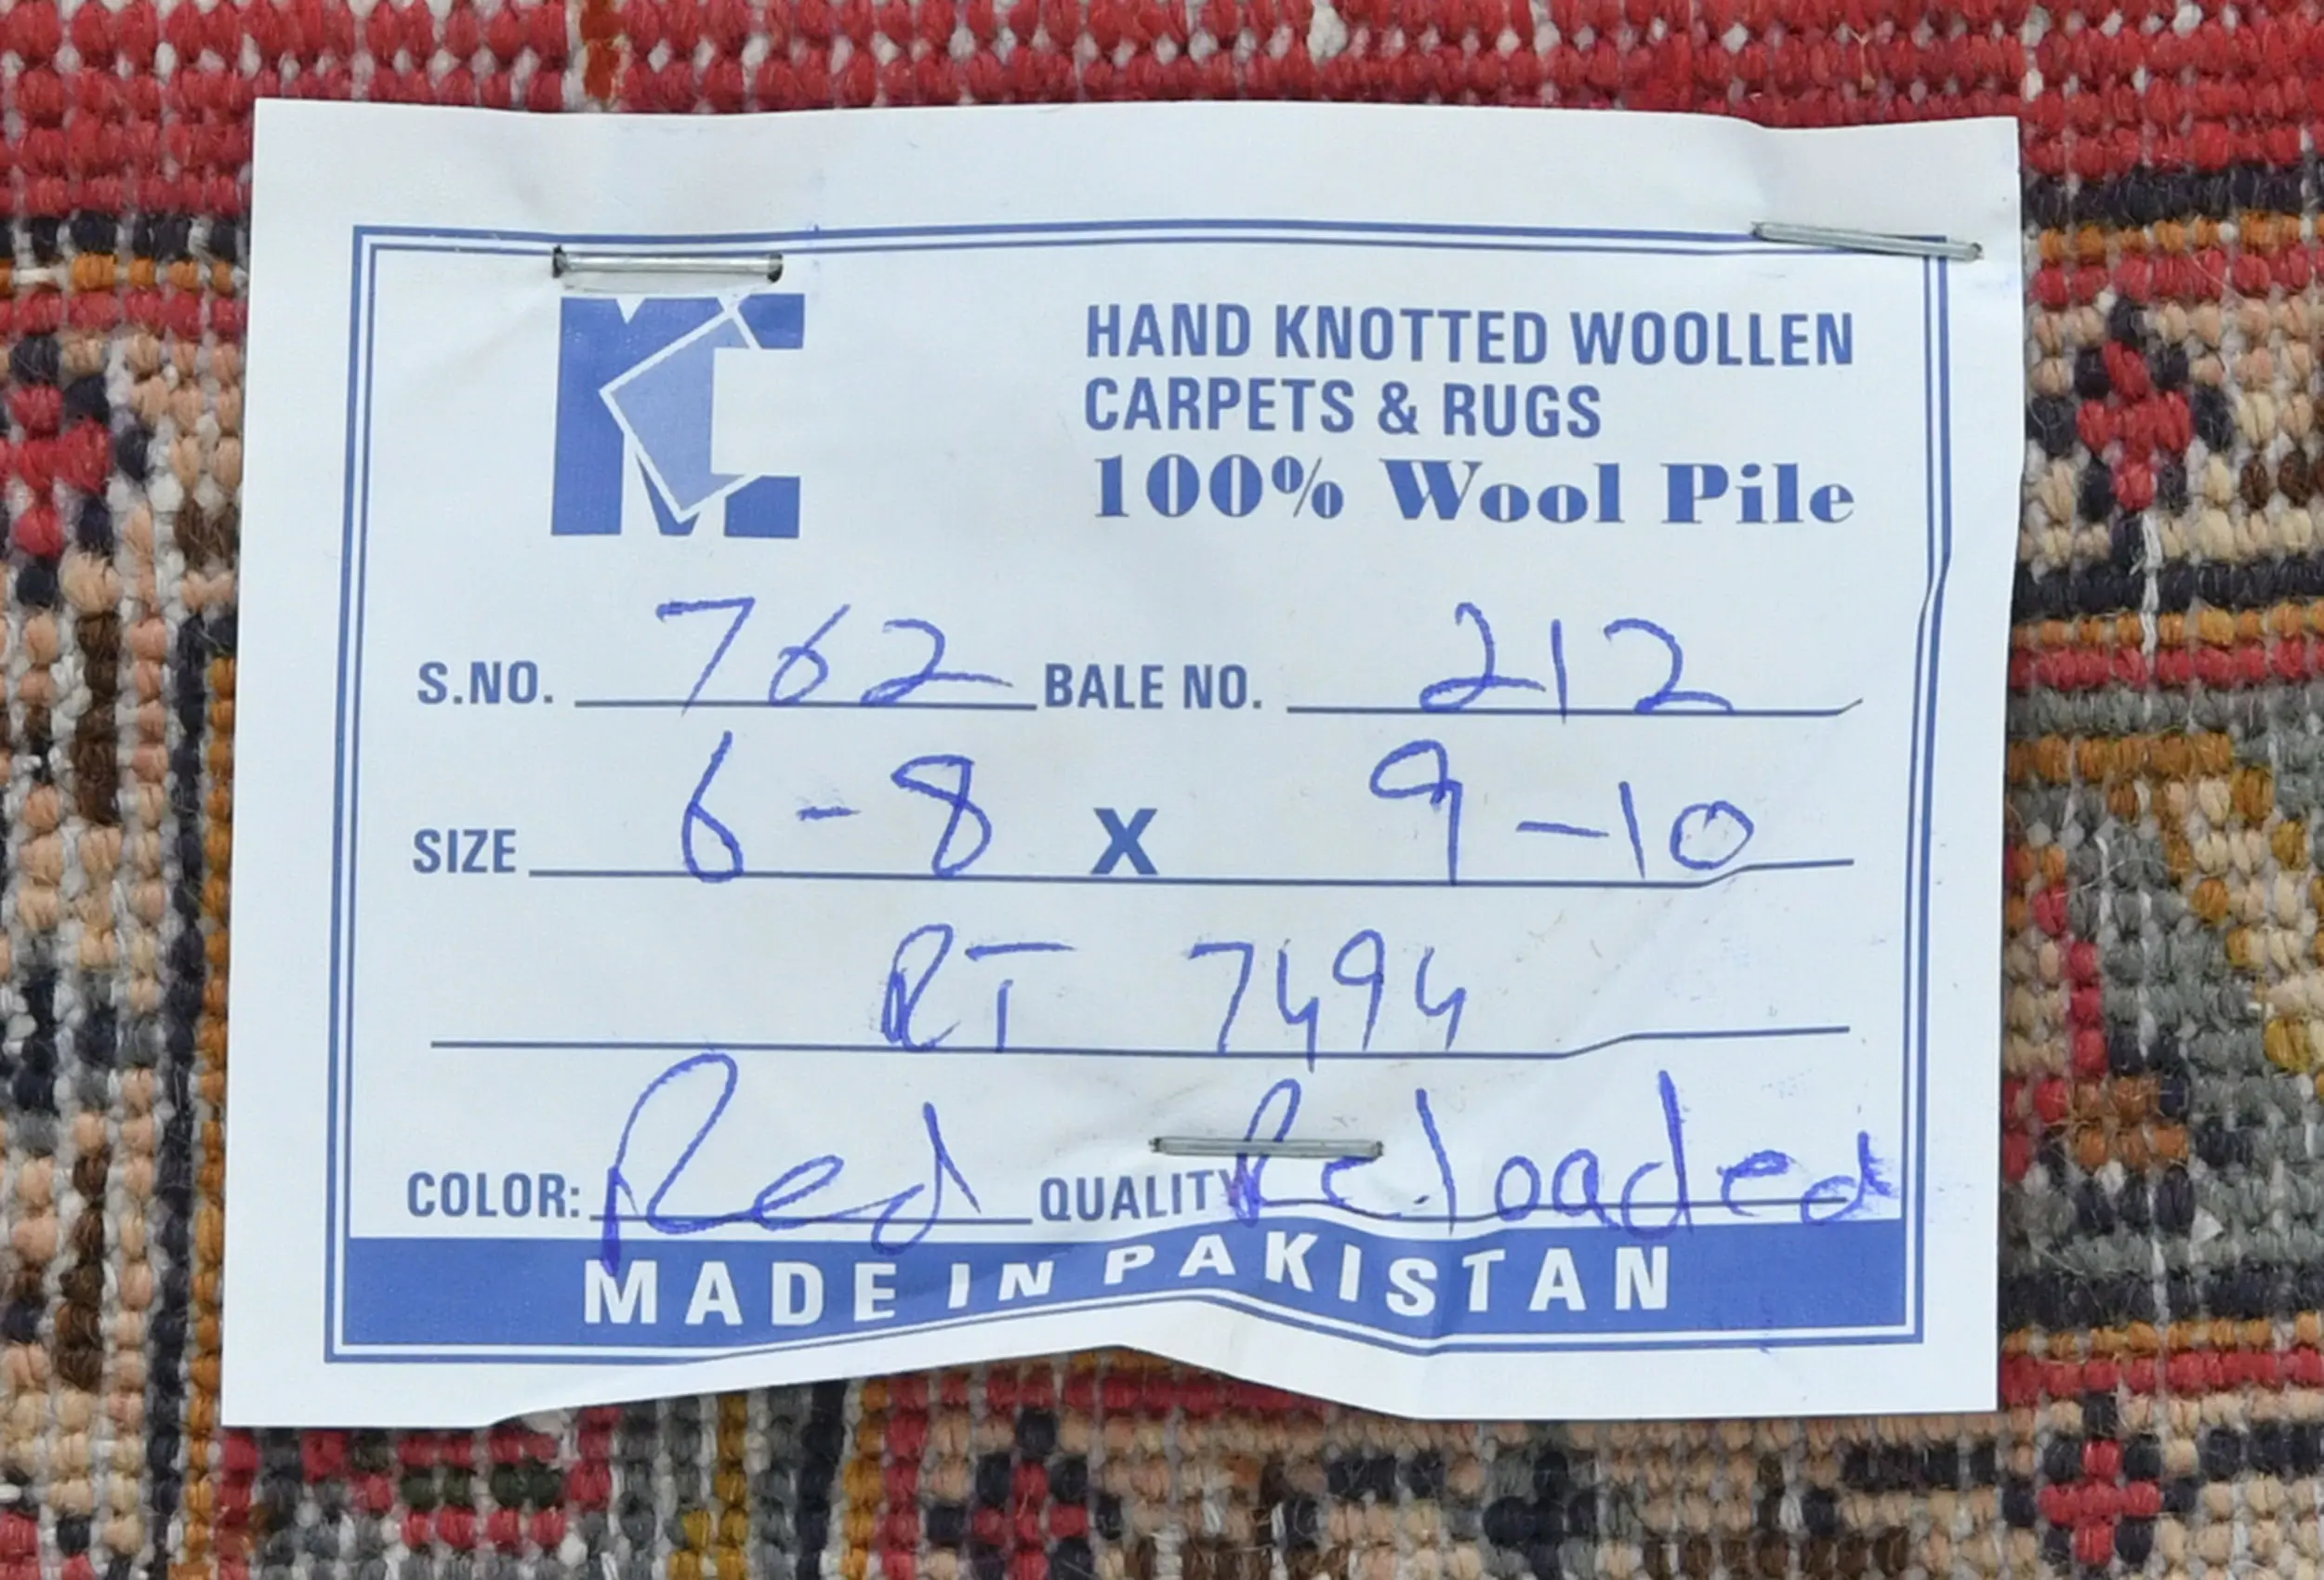 MC
HAND KNOTTED WOOLLEN
CARPETS & RUGS
100% Wool Pile
S.NO. 762 BALE NO. 212
SIZE 6-8 X 9-10
RT 7494
COLOR: Red QUALITY Reloaded
MADE IN PAKISTAN